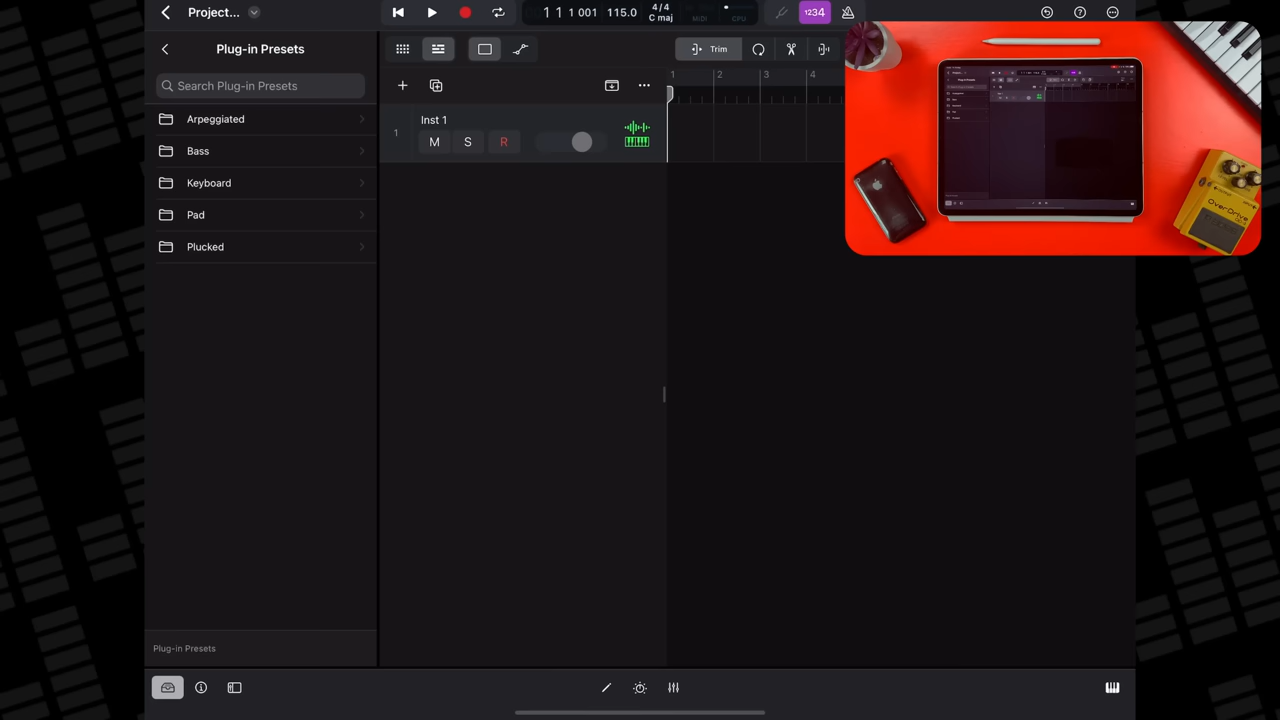 Project...
1 1 1 001
115.0
4/4
C maj
MIDI
CPU
1234
Plug-in Presets
Trim
Search Plug-in Presets
1 2 3 4
Arpeggiated
Bass
Keyboard
Pad
Plucked
1
Inst 1
M S R
OverDrive
Plug-in Presets